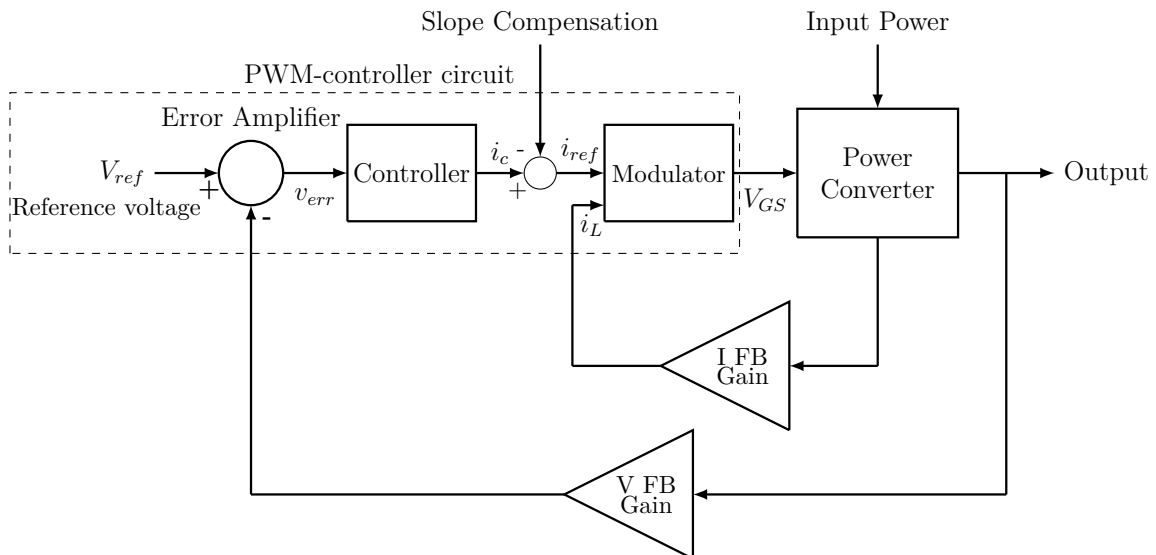 Slope Compensation
Input Power
PWM-controller circuit
Error Amplifier
V_ref
+
Reference voltage
-
v_err
Controller
i_c
-
+
i_ref
Modulator
i_L
V_GS
Power
Converter
Output
I FB
Gain
V FB
Gain